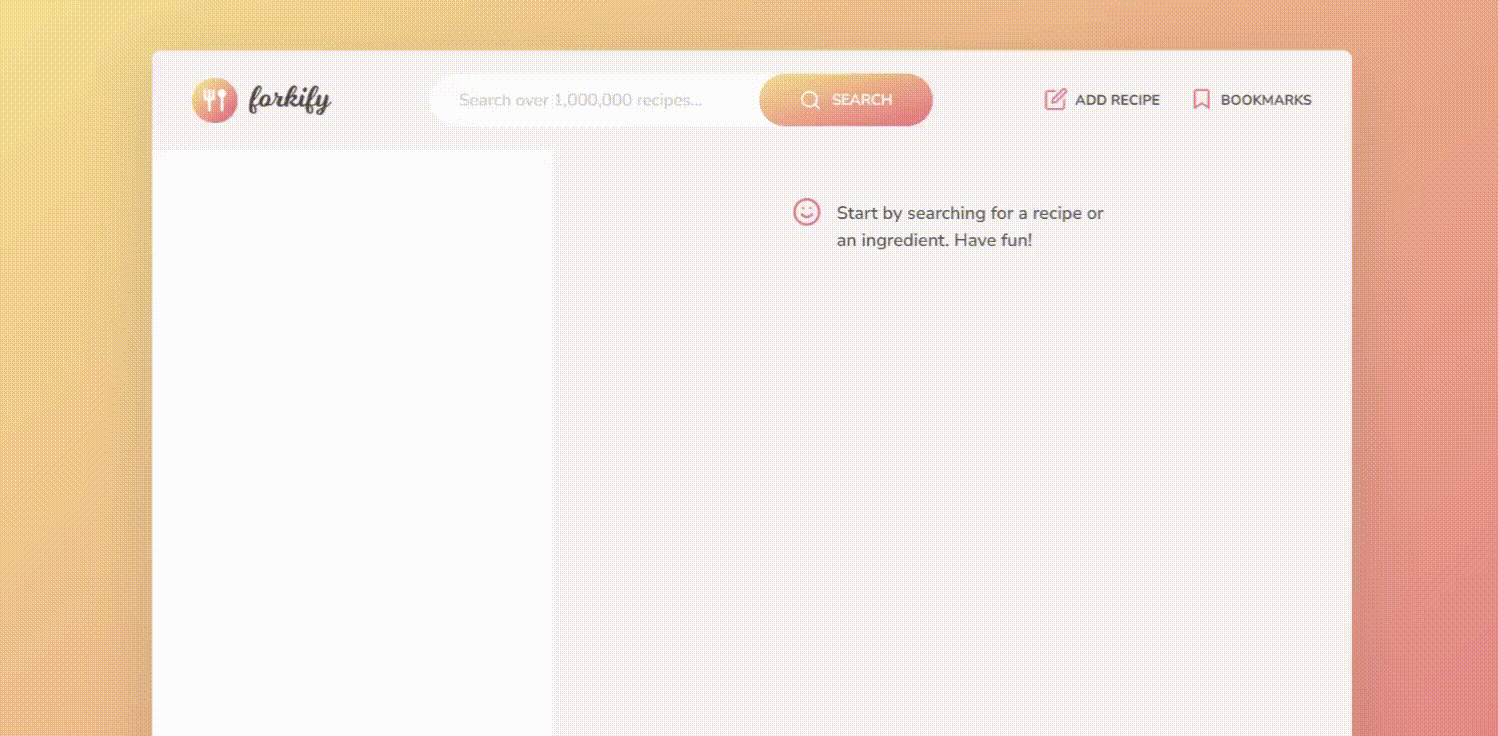 forkify
Search over 1,000,000 recipes...
SEARCH
ADD RECIPE
BOOKMARKS
Start by searching for a recipe or
an ingredient. Have fun!